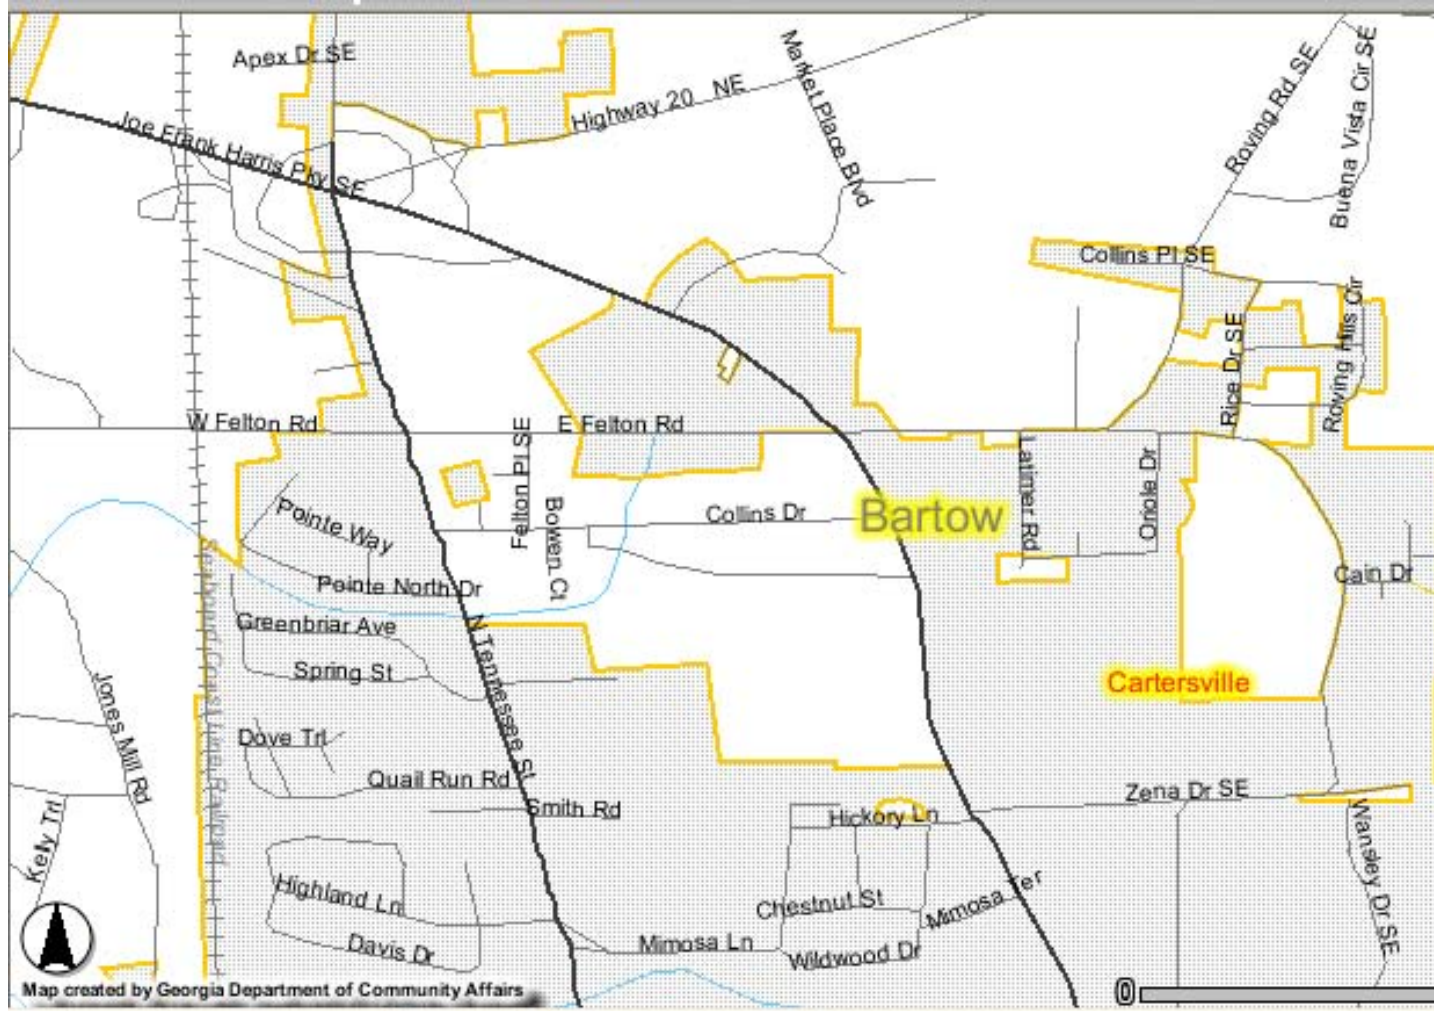 Apex Dr SE
Highway 20 NE
Market Place Blvd
Roving Rd SE
Buena Vista Cir SE
Joe Frank Harris Pky SE
Collins Pl SE
Rice Dr SE
Roving Hills Cir
W Felton Rd
E Felton Rd
Felton Pl SE
Latimer Rd
Oriole Dr
Pointe Way
Bowen Ct
Collins Dr
Bartow
Pointe North Dr
Cain Dr
Greenbriar Ave
N Tennessee St
Seaboard Coast Line Railroad
Spring St
Cartersville
Jones Mill Rd
Dove Trl
Quail Run Rd
Smith Rd
Zena Dr SE
Hickory Ln
Kelly Trl
Wansley Dr SE
Highland Ln
Chestnut St
Mimosa Ter
Davis Dr
Mimosa Ln
Wildwood Dr
Map created by Georgia Department of Community Affairs
0